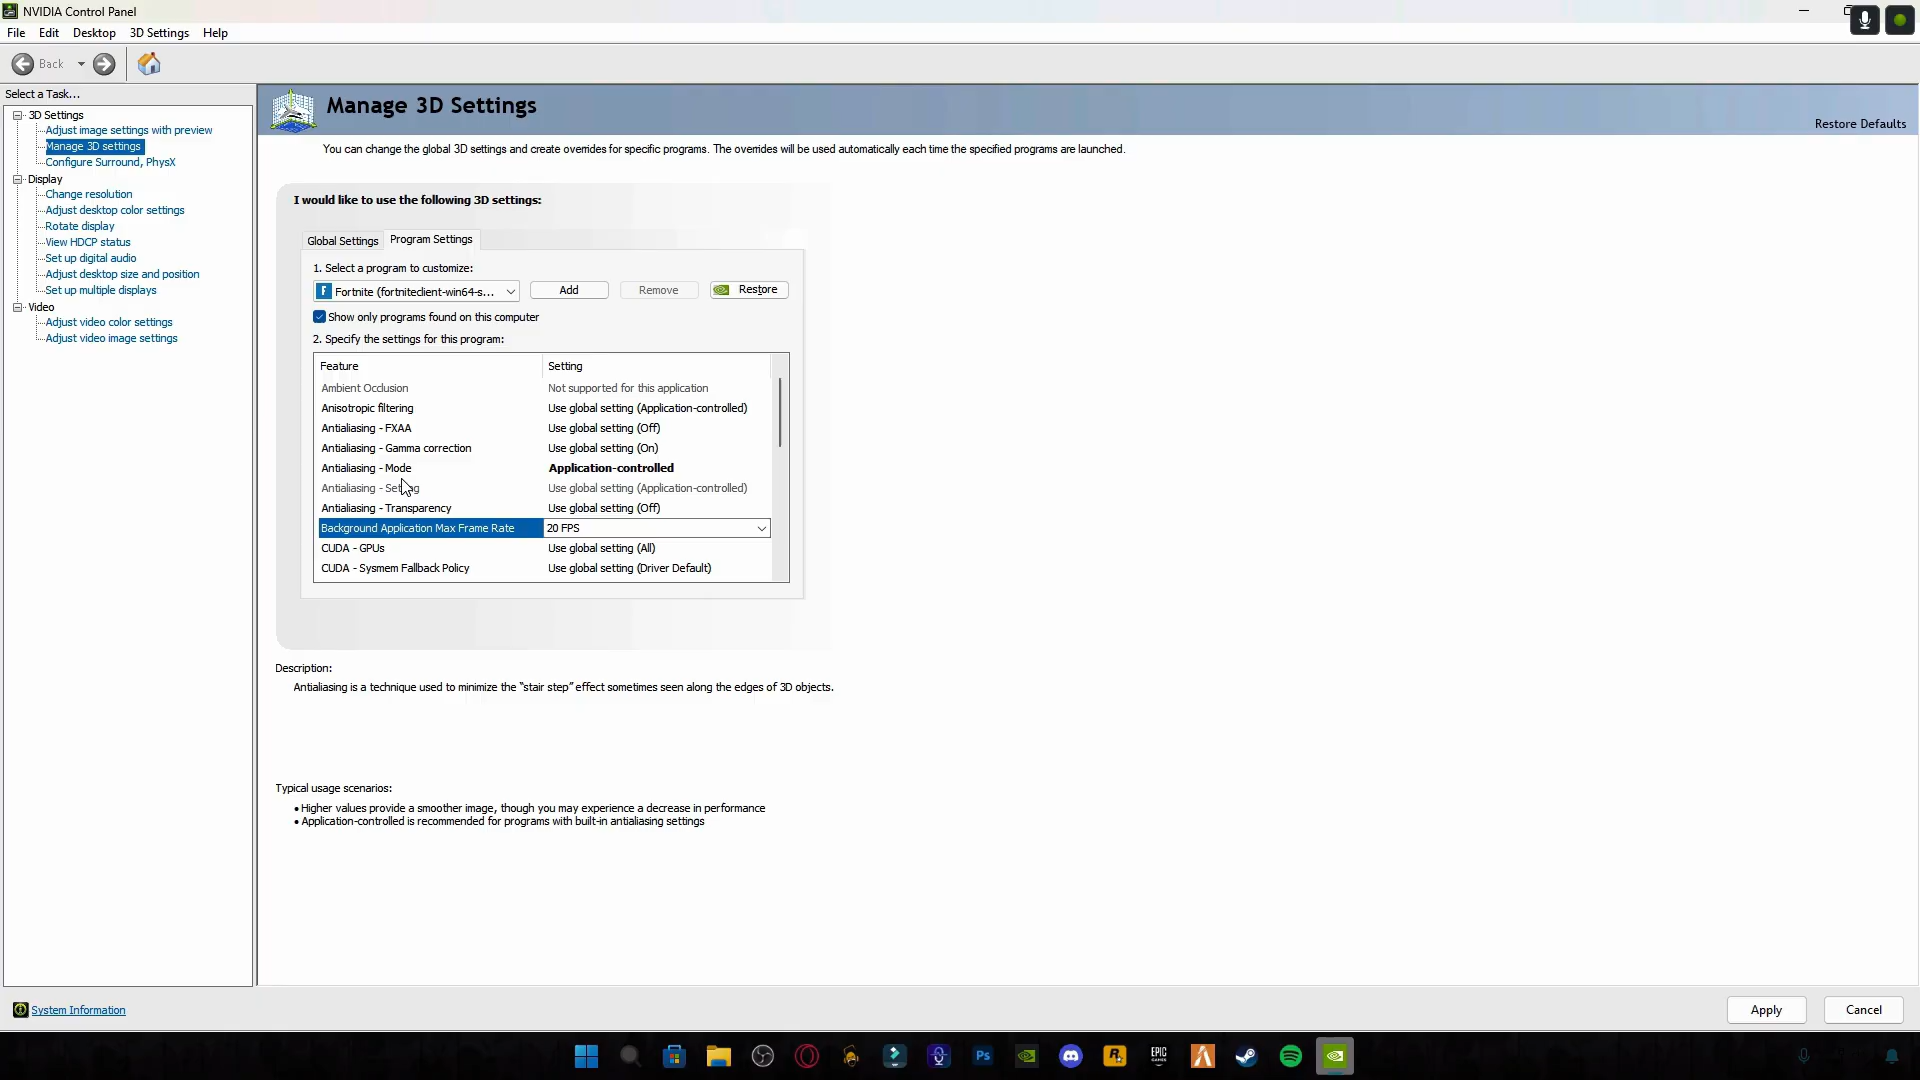 NVIDIA Control Panel
File Edit Desktop 3D Settings Help
Back
Select a Task...
3D Settings
Adjust image settings with preview
Manage 3D settings
Configure Surround, PhysX
Display
Change resolution
Adjust desktop color settings
Rotate display
View HDCP status
Set up digital audio
Adjust desktop size and position
Set up multiple displays
Video
Adjust video color settings
Adjust video image settings
Manage 3D Settings
Restore Defaults
You can change the global 3D settings and create overrides for specific programs. The overrides will be used automatically each time the specified programs are launched.
I would like to use the following 3D settings:
Global Settings Program Settings
1. Select a program to customize:
F Fortnite (fortniteclient-win64-s... Add Remove Restore
Show only programs found on this computer
2. Specify the settings for this program:
Feature Setting
Ambient Occlusion Not supported for this application
Anisotropic filtering Use global setting (Application-controlled)
Antialiasing - FXAA Use global setting (Off)
Antialiasing - Gamma correction Use global setting (On)
Antialiasing - Mode Application-controlled
Antialiasing - Setting Use global setting (Application-controlled)
Antialiasing - Transparency Use global setting (Off)
Background Application Max Frame Rate 20 FPS
CUDA - GPUs Use global setting (All)
CUDA - Sysmem Fallback Policy Use global setting (Driver Default)
Description:
Antialiasing is a technique used to minimize the "stair step" effect sometimes seen along the edges of 3D objects.
Typical usage scenarios:
• Higher values provide a smoother image, though you may experience a decrease in performance
• Application-controlled is recommended for programs with built-in antialiasing settings
System Information
Apply Cancel
Ps
R
EPIC GAMES